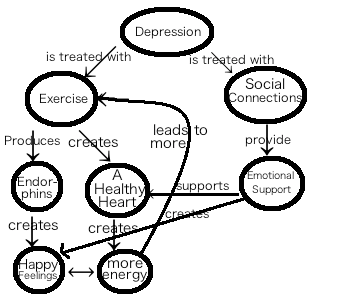 Depression
is treated with
is treated with
Exercise
Social
Connections
Produces
creates
leads to
more
provide
Endor-
phins
A
Healthy
Heart
supports
Emotional
Support
creates
creates
creates
Happy
Feelings
more
energy